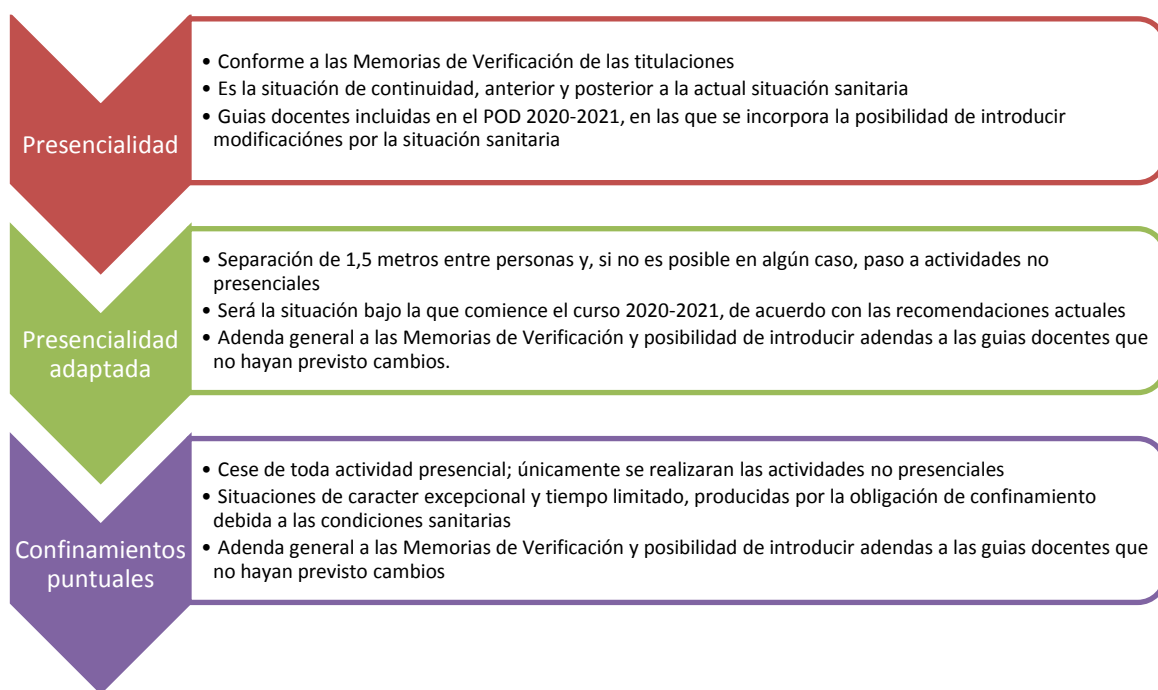 Presencialidad
• Conforme a las Memorias de Verificación de las titulaciones
• Es la situación de continuidad, anterior y posterior a la actual situación sanitaria
• Guias docentes incluidas en el POD 2020-2021, en las que se incorpora la posibilidad de introducir
modificaciónes por la situación sanitaria
Presencialidad
adaptada
• Separación de 1,5 metros entre personas y, si no es posible en algún caso, paso a actividades no
presenciales
• Será la situación bajo la que comience el curso 2020-2021, de acuerdo con las recomendaciones actuales
• Adenda general a las Memorias de Verificación y posibilidad de introducir adendas a las guias docentes que
no hayan previsto cambios.
Confinamientos
puntuales
• Cese de toda actividad presencial; únicamente se realizaran las actividades no presenciales
• Situaciones de caracter excepcional y tiempo limitado, producidas por la obligación de confinamiento
debida a las condiciones sanitarias
• Adenda general a las Memorias de Verificación y posibilidad de introducir adendas a las guias docentes que
no hayan previsto cambios